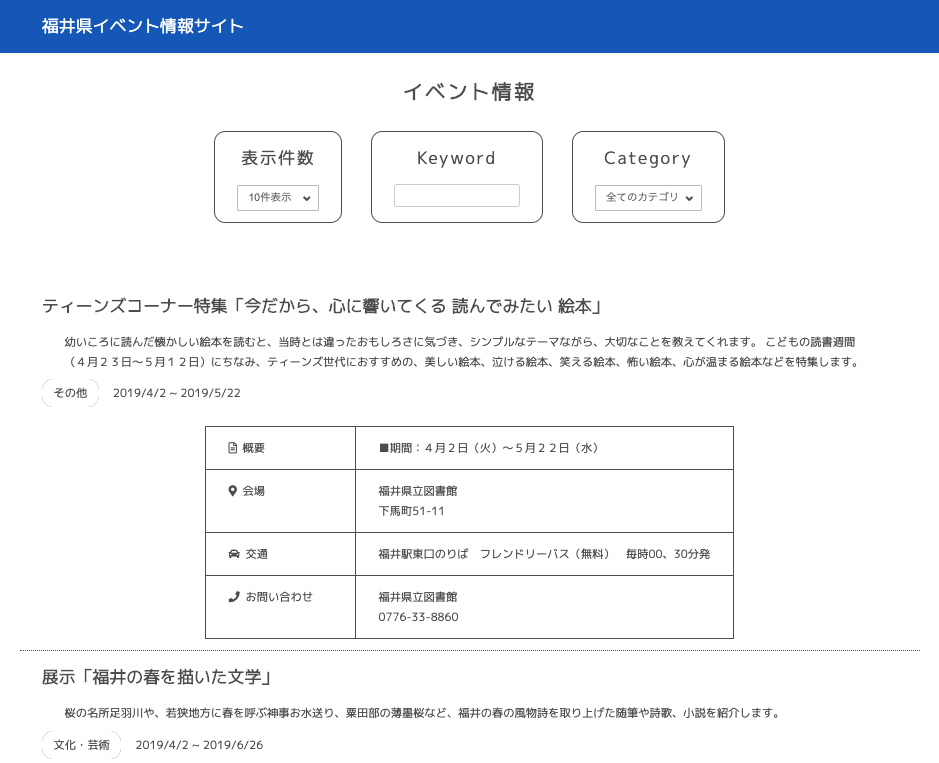 福井県イベント情報サイト
イベント情報
表示件数
Keyword
Category
10件表示
全てのカテゴリ
ティーンズコーナー特集「今だから、心に響いてくる 読んでみたい 絵本」
幼いころに読んだ懐かしい絵本を読むと、当時とは違ったおもしろさに気づき、シンプルなテーマながら、大切なことを教えてくれます。 こどもの読書週間
（４月２３日～５月１２日）にちなみ、ティーンズ世代におすすめの、美しい絵本、泣ける絵本、笑える絵本、怖い絵本、心が温まる絵本などを特集します。
その他 2019/4/2 ~ 2019/5/22
概要 ■期間：４月２日（火）～５月２２日（水）
会場 福井県立図書館
下馬町51-11
交通 福井駅東口のりば　フレンドリーバス（無料）　毎時00、30分発
お問い合わせ 福井県立図書館
0776-33-8860
展示「福井の春を描いた文学」
桜の名所足羽川や、若狭地方に春を呼ぶ神事お水送り、粟田部の薄墨桜など、福井の春の風物詩を取り上げた随筆や詩歌、小説を紹介します。
文化・芸術 2019/4/2 ~ 2019/6/26